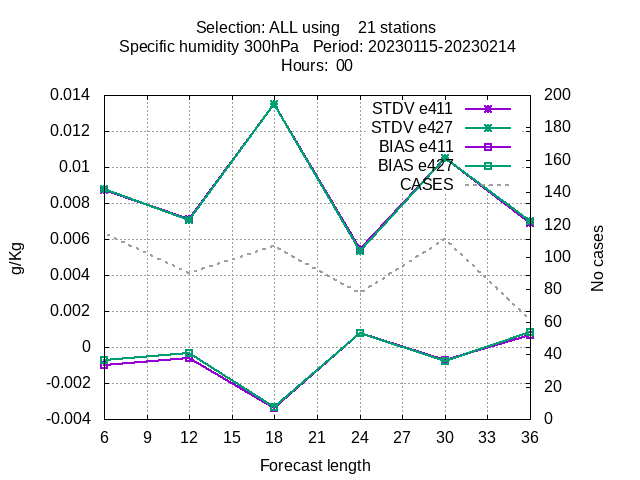 Selection: ALL using    21 stations
Specific humidity 300hPa   Period: 20230115-20230214
Hours:  00
0.014
0.012
0.01
0.008
0.006
0.004
0.002
0
-0.002
-0.004
g/Kg
STDV e411
STDV e427
BIAS e411
BIAS e427
CASES
200
180
160
140
120
100
80
60
40
20
0
No cases
6 9 12 15 18 21 24 27 30 33 36
Forecast length